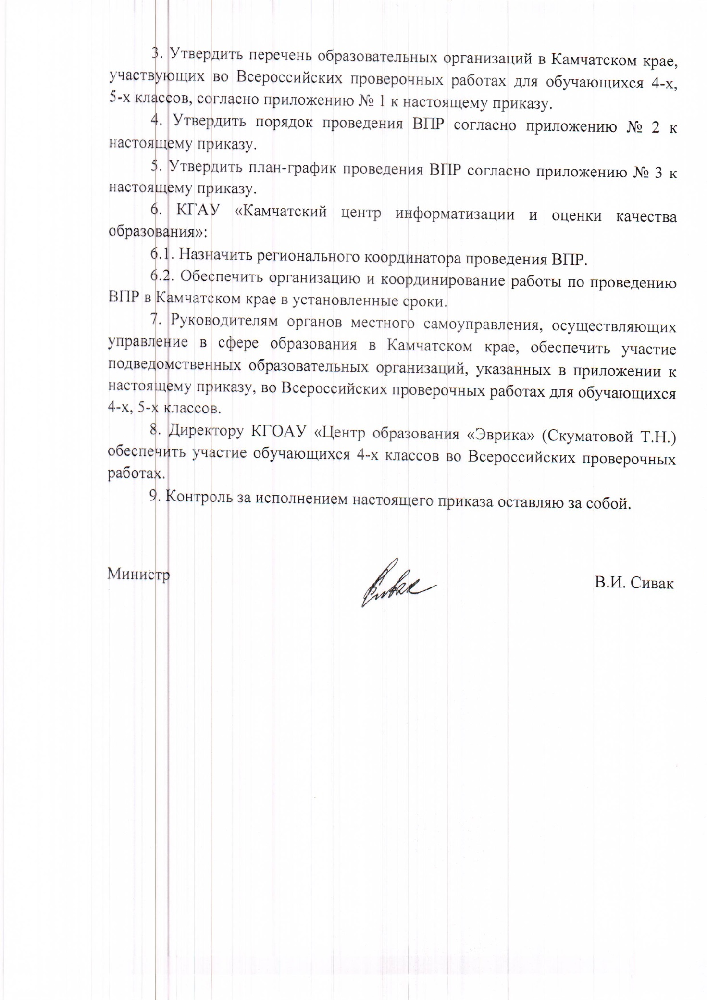 3. Утвердить перечень образовательных организаций в Камчатском крае,
участвующих во Всероссийских проверочных работах для обучающихся 4-х,
5-х классов, согласно приложению № 1 к настоящему приказу.
4. Утвердить порядок проведения ВПР согласно приложению № 2 к
настоящему приказу.
5. Утвердить план-график проведения ВПР согласно приложению № 3 к
настоящему приказу.
6. КГАУ «Камчатский центр информатизации и оценки качества
образования»:
6.1. Назначить регионального координатора проведения ВПР.
6.2. Обеспечить организацию и координирование работы по проведению
ВПР в Камчатском крае в установленные сроки.
7. Руководителям органов местного самоуправления, осуществляющих
управление в сфере образования в Камчатском крае, обеспечить участие
подведомственных образовательных организаций, указанных в приложении к
настоящему приказу, во Всероссийских проверочных работах для обучающихся
4-х, 5-х классов.
8. Директору КГОАУ «Центр образования «Эврика» (Скуматовой Т.Н.)
обеспечить участие обучающихся 4-х классов во Всероссийских проверочных
работах.
9. Контроль за исполнением настоящего приказа оставляю за собой.
Министр Сивак В.И. Сивак